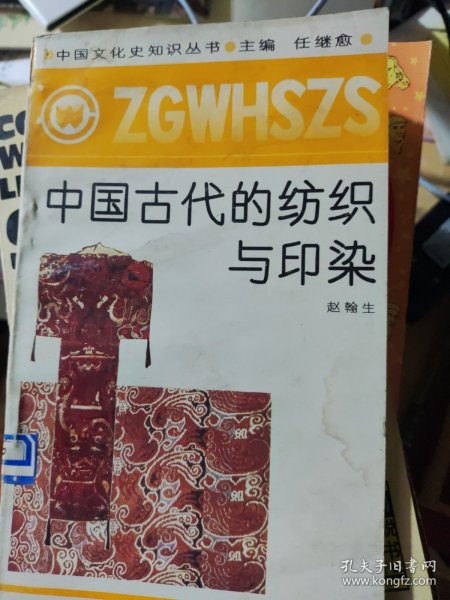 中国文化史知识丛书●主编 任继愈
ZGWHSZS
中国古代的纺织
与印染
赵翰生
孔夫子旧书网
www.kongfz.com